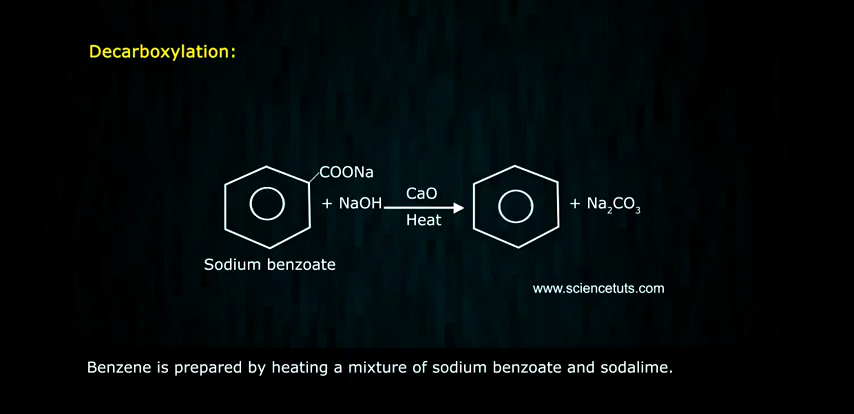 Decarboxylation:
COONa
+ NaOH
CaO
Heat
+ Na₂CO₃
Sodium benzoate
www.sciencetuts.com
Benzene is prepared by heating a mixture of sodium benzoate and sodalime.